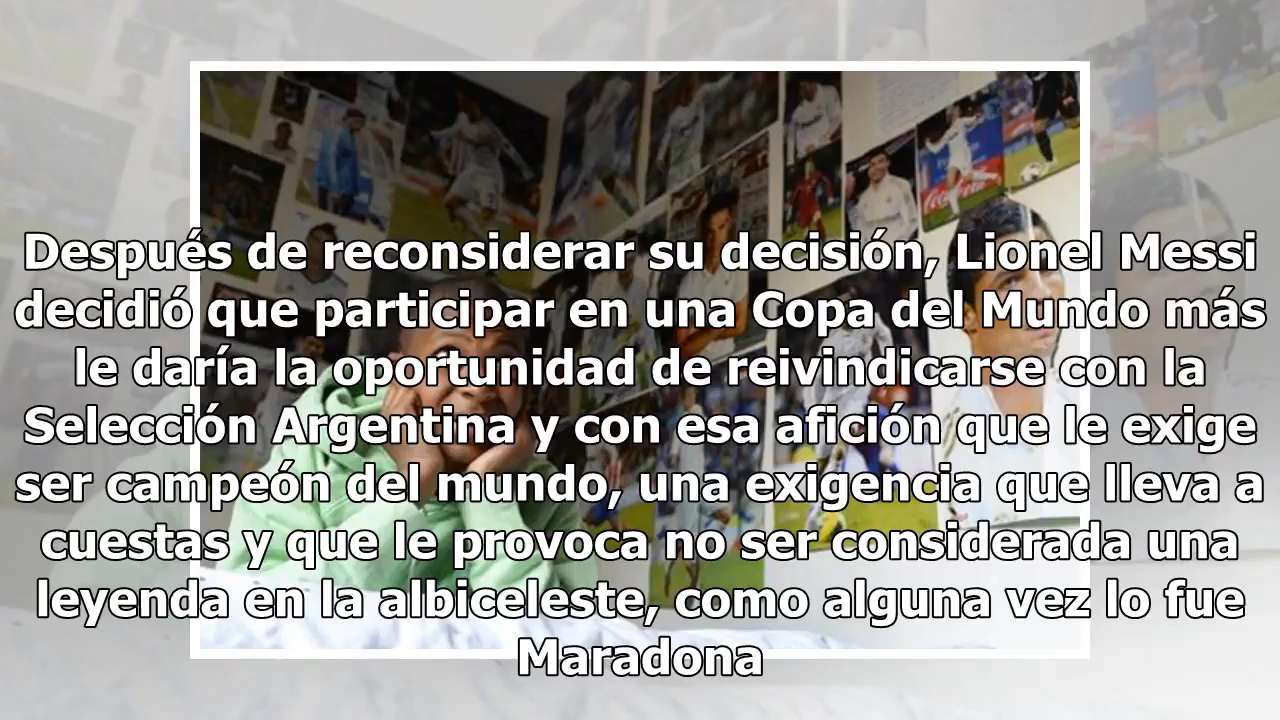 Después de reconsiderar su decisión, Lionel Messi
decidió que participar en una Copa del Mundo más
le daría la oportunidad de reivindicarse con la
Selección Argentina y con esa afición que le exige
ser campeón del mundo, una exigencia que lleva a
cuestas y que le provoca no ser considerada una
leyenda en la albiceleste, como alguna vez lo fue
Maradona
Coca-Cola